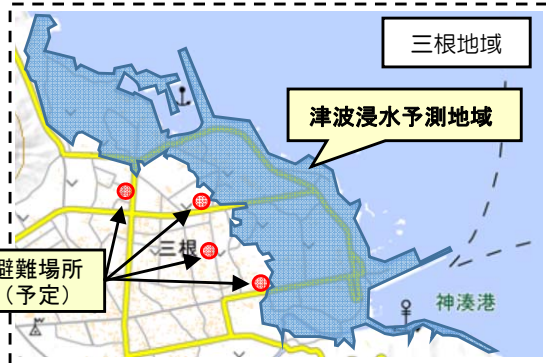 三根地域
津波浸水予測地域
三根
避難場所
（予定）
神湊港